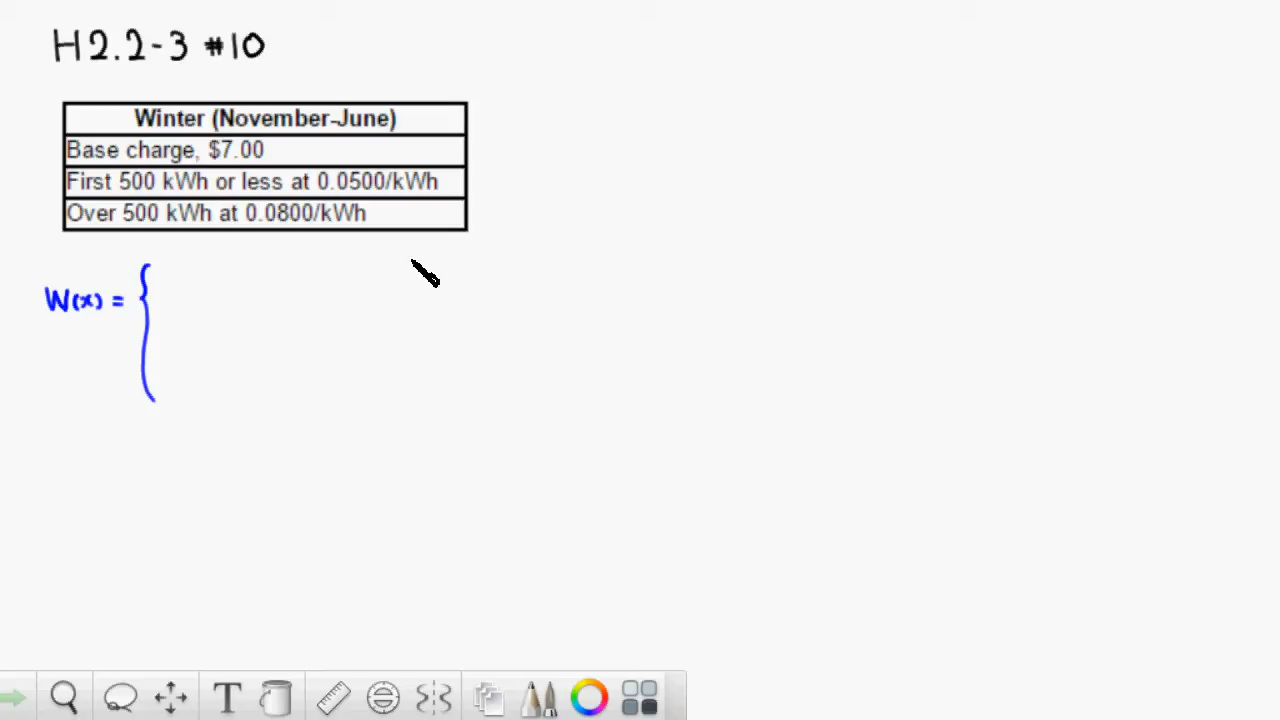 H2.2-3 #10
Winter (November-June)
Base charge, $7.00
First 500 kWh or less at 0.0500/kWh
Over 500 kWh at 0.0800/kWh
W(x) = {
T